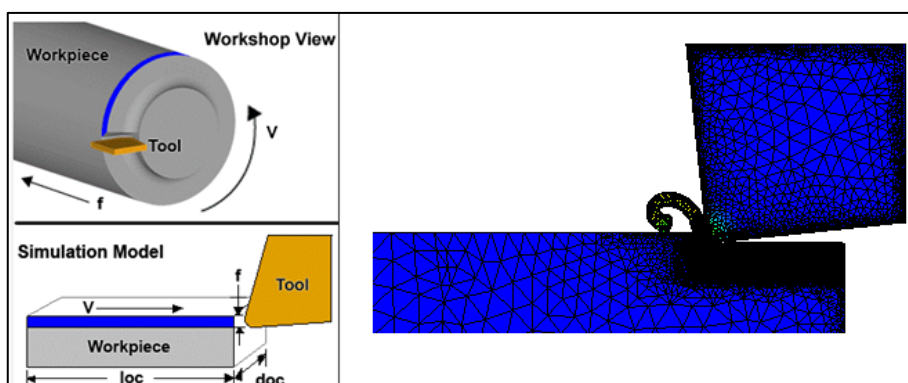 Workshop View
Workpiece
V
Tool
f
Simulation Model
f
Tool
V
Workpiece
loc
doc